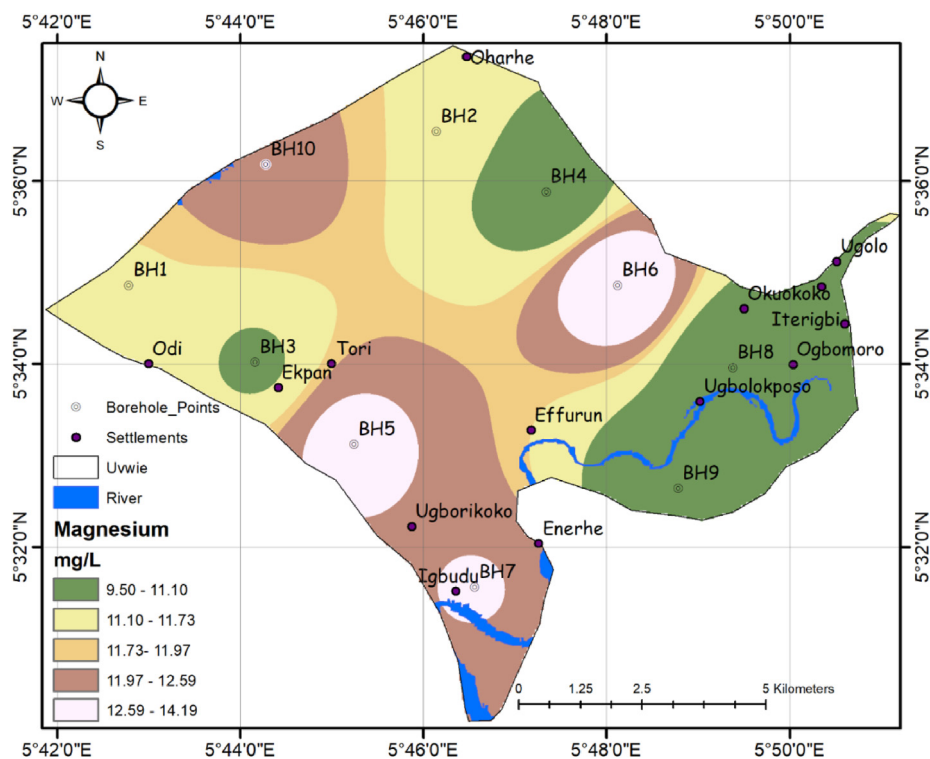 5°42'0"E 5°44'0"E 5°46'0"E 5°48'0"E 5°50'0"E
N
W E
S
Oharhe
BH2
BH10
BH4
5°36'0"N 5°36'0"N
Ugolo
BH1
BH6
Okuokoko
Iterigbi
Odi
BH3
Tori
BH8
Ogbomoro
5°34'0"N 5°34'0"N
Ekpan
Ugbolokposo
Borehole_Points
Effurun
BH5
Settlements
Uvwie
BH9
River
Ugborikoko
Enerhe
Magnesium
5°32'0"N 5°32'0"N
mg/L
Igbudu
BH7
9.50 - 11.10
11.10 - 11.73
11.73- 11.97
11.97 - 12.59
12.59 - 14.19
0 1.25 2.5 5 Kilometers
5°42'0"E 5°44'0"E 5°46'0"E 5°48'0"E 5°50'0"E